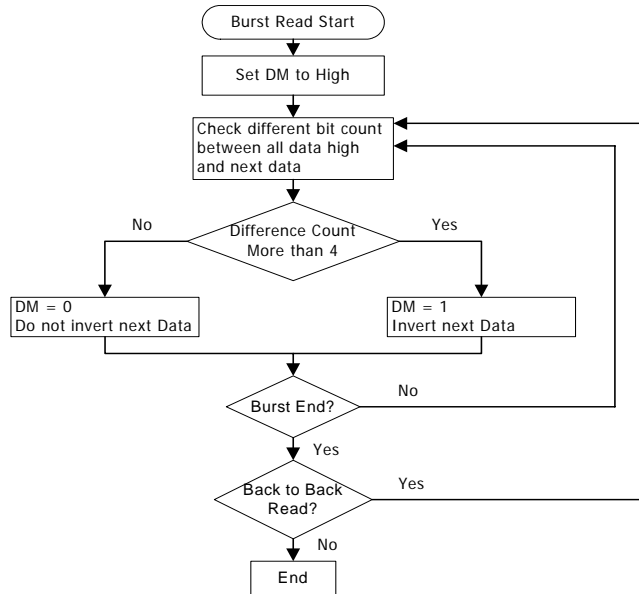 Burst Read Start
Set DM to High
Check different bit count
between all data high
and next data
No
Difference Count
More than 4
Yes
DM = 0
Do not invert next Data
DM = 1
Invert next Data
Burst End?
No
Yes
Back to Back
Read?
Yes
No
End